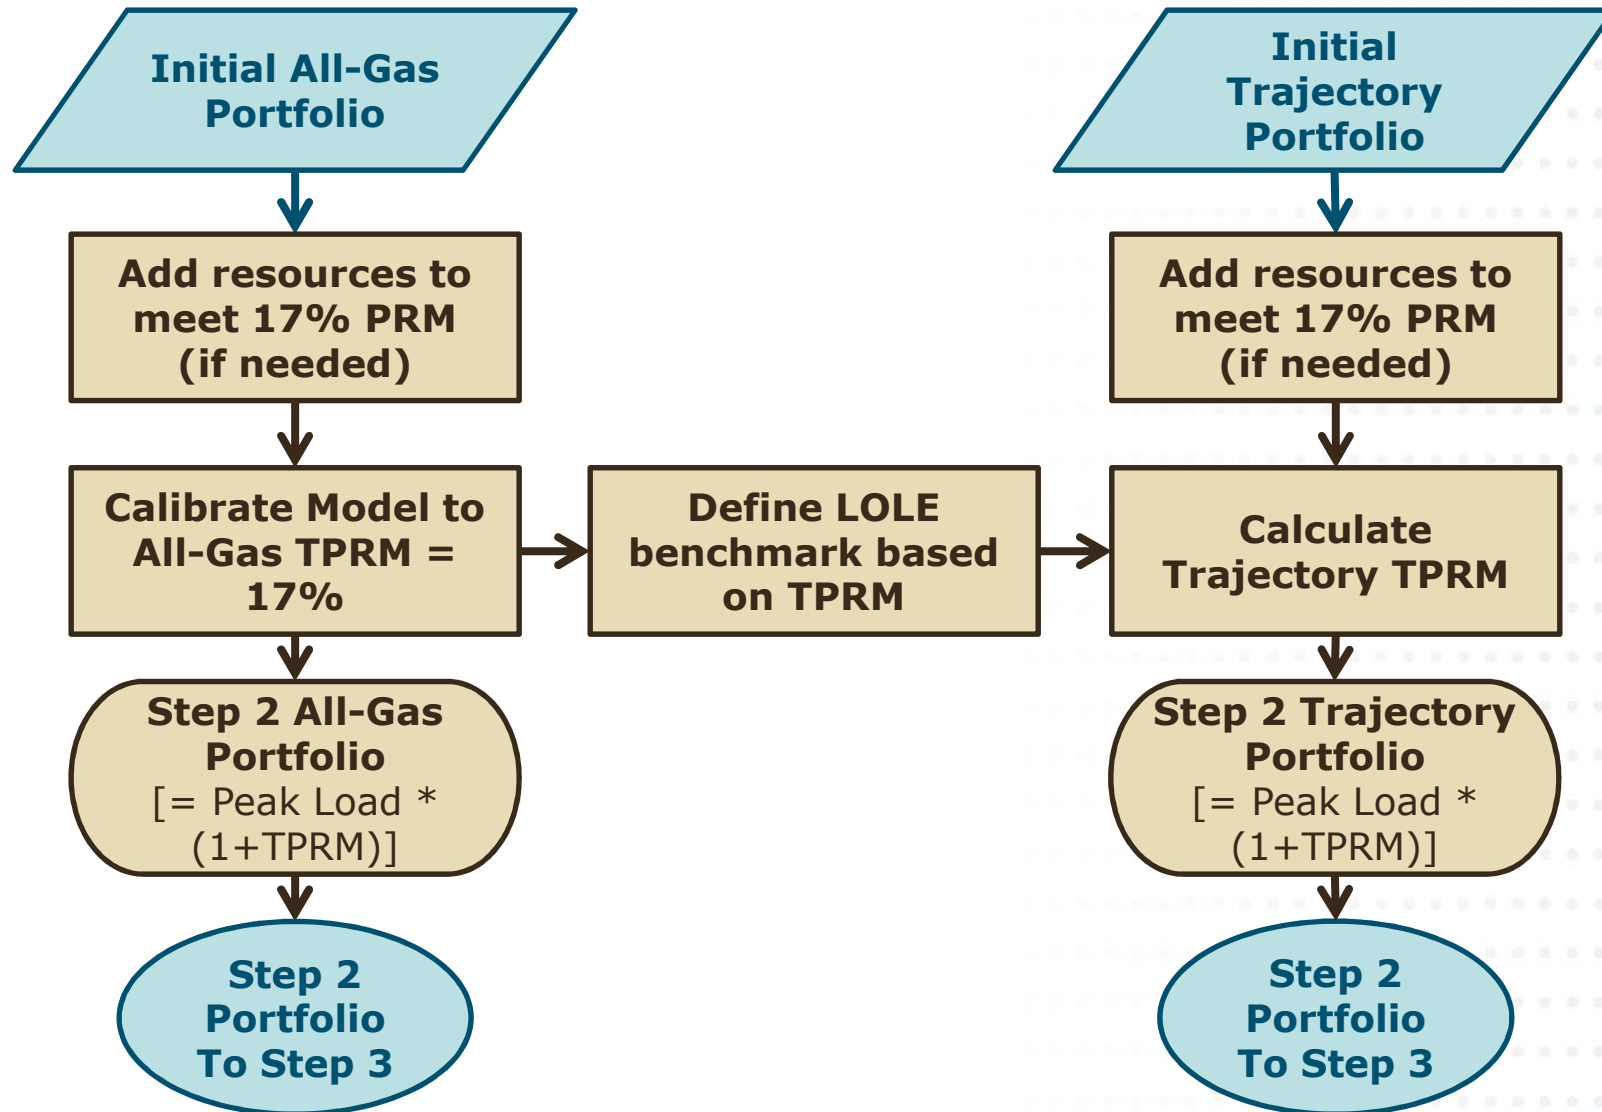 Initial All-Gas
Portfolio
Add resources to
meet 17% PRM
(if needed)
Calibrate Model to
All-Gas TPRM =
17%
Step 2 All-Gas
Portfolio
[= Peak Load *
(1+TPRM)]
Step 2
Portfolio
To Step 3
Define LOLE
benchmark based
on TPRM
Initial
Trajectory
Portfolio
Add resources to
meet 17% PRM
(if needed)
Calculate
Trajectory TPRM
Step 2 Trajectory
Portfolio
[= Peak Load *
(1+TPRM)]
Step 2
Portfolio
To Step 3